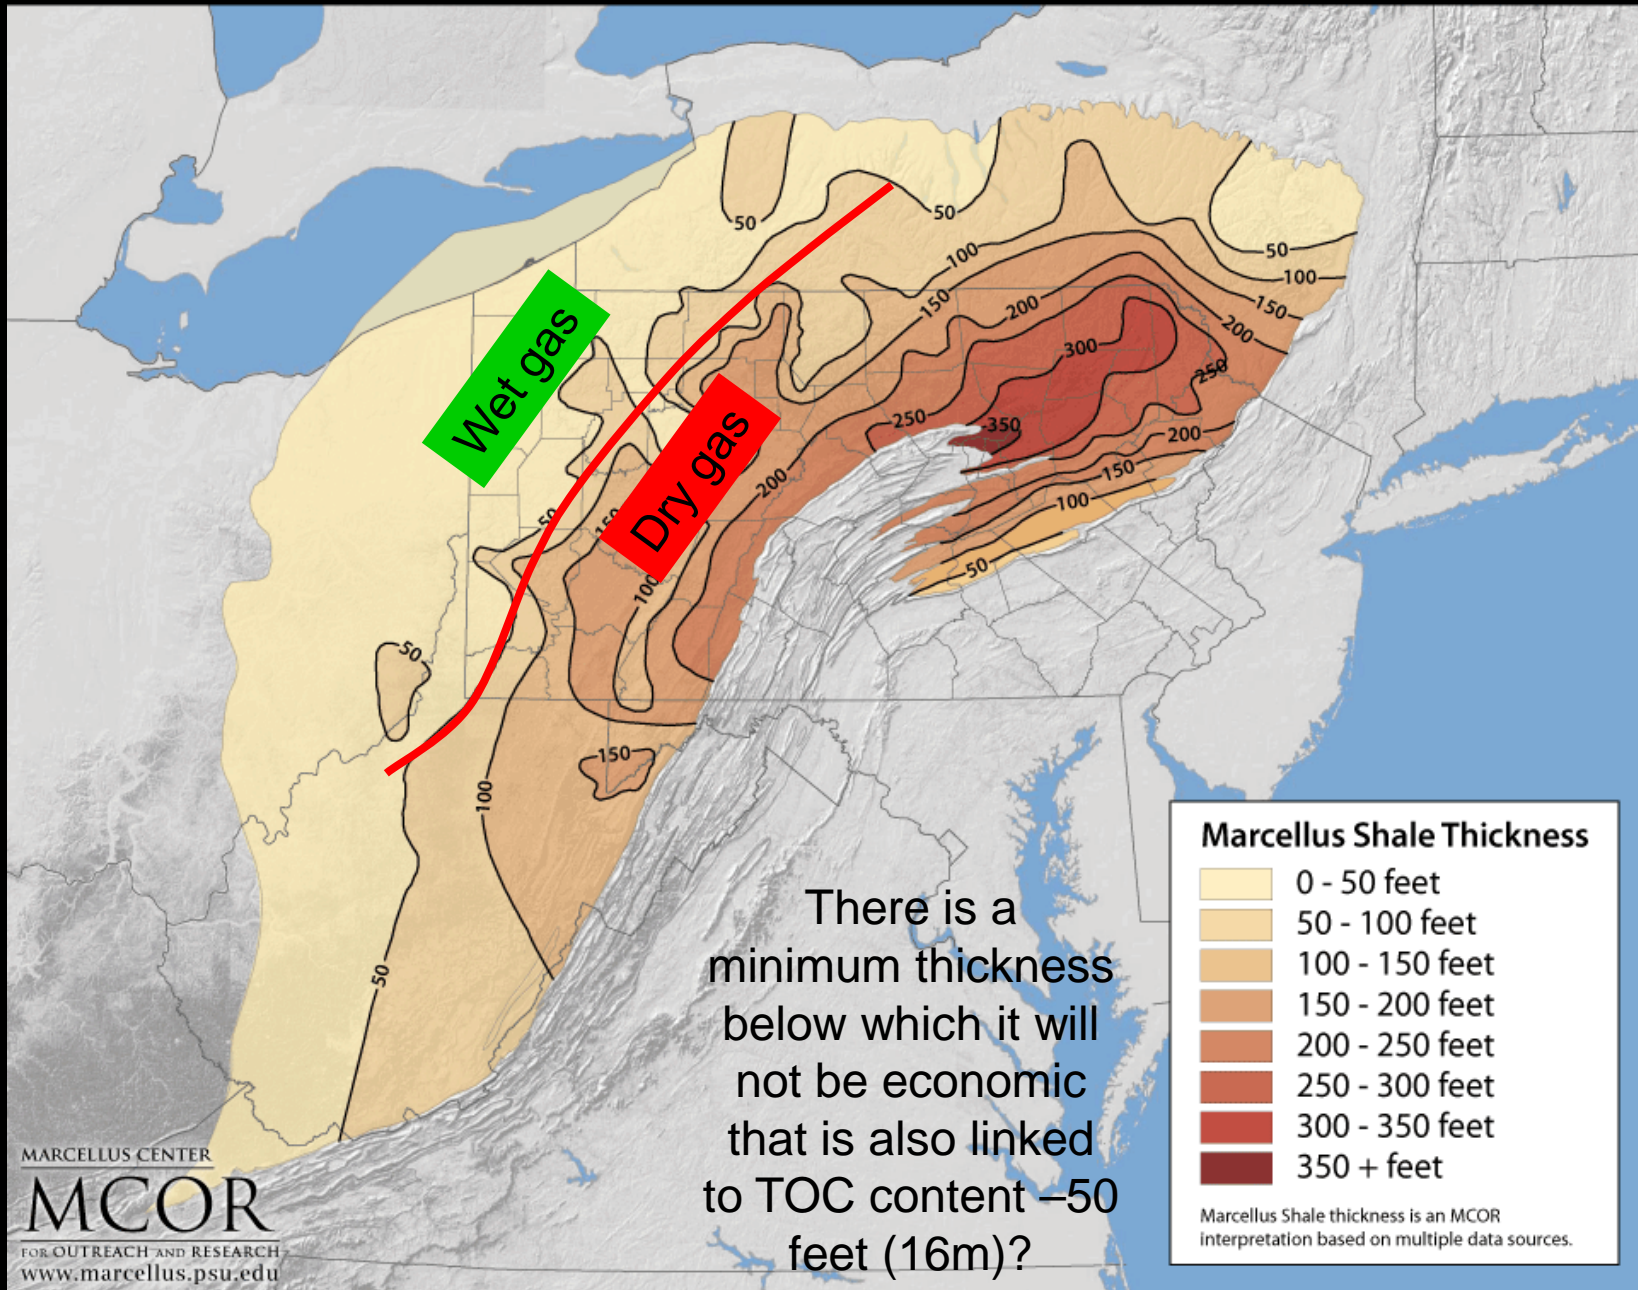 50
50
100
50
100
150
150
200
200
300
250
250
350
200
150
100
50
200
50
150
100
50
150
100
50
Wet gas
Dry gas
There is a
minimum thickness
below which it will
not be economic
that is also linked
to TOC content –50
feet (16m)?
Marcellus Shale Thickness
0 - 50 feet
50 - 100 feet
100 - 150 feet
150 - 200 feet
200 - 250 feet
250 - 300 feet
300 - 350 feet
350 + feet
Marcellus Shale thickness is an MCOR
interpretation based on multiple data sources.
MARCELLUS CENTER
MCOR
FOR OUTREACH AND RESEARCH
www.marcellus.psu.edu